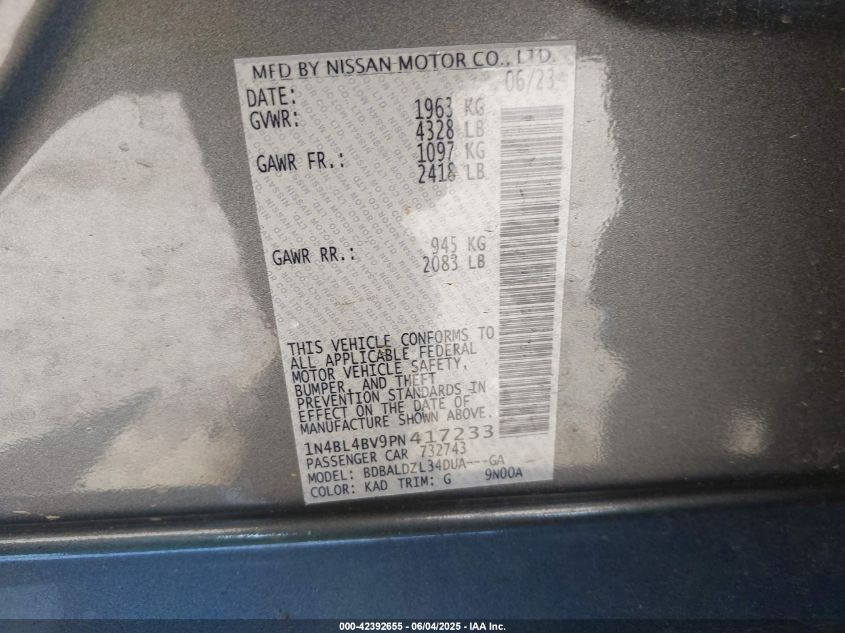 MFD BY NISSAN MOTOR CO., LTD.
DATE: 06/23
GVWR: 1963 KG
4328 LB
GAWR FR.: 1097 KG
2418 LB
GAWR RR.: 945 KG
2083 LB
THIS VEHICLE CONFORMS TO
ALL APPLICABLE FEDERAL
MOTOR VEHICLE SAFETY,
BUMPER, AND THEFT
PREVENTION STANDARDS IN
EFFECT ON THE DATE OF
MANUFACTURE SHOWN ABOVE.
1N4BL4BV9PN417233
PASSENGER CAR 732743
MODEL: BDBALDZL34DUA---GA
COLOR: KAD TRIM: G 9N00A
000-42392655 - 06/04/2025 - IAA Inc.